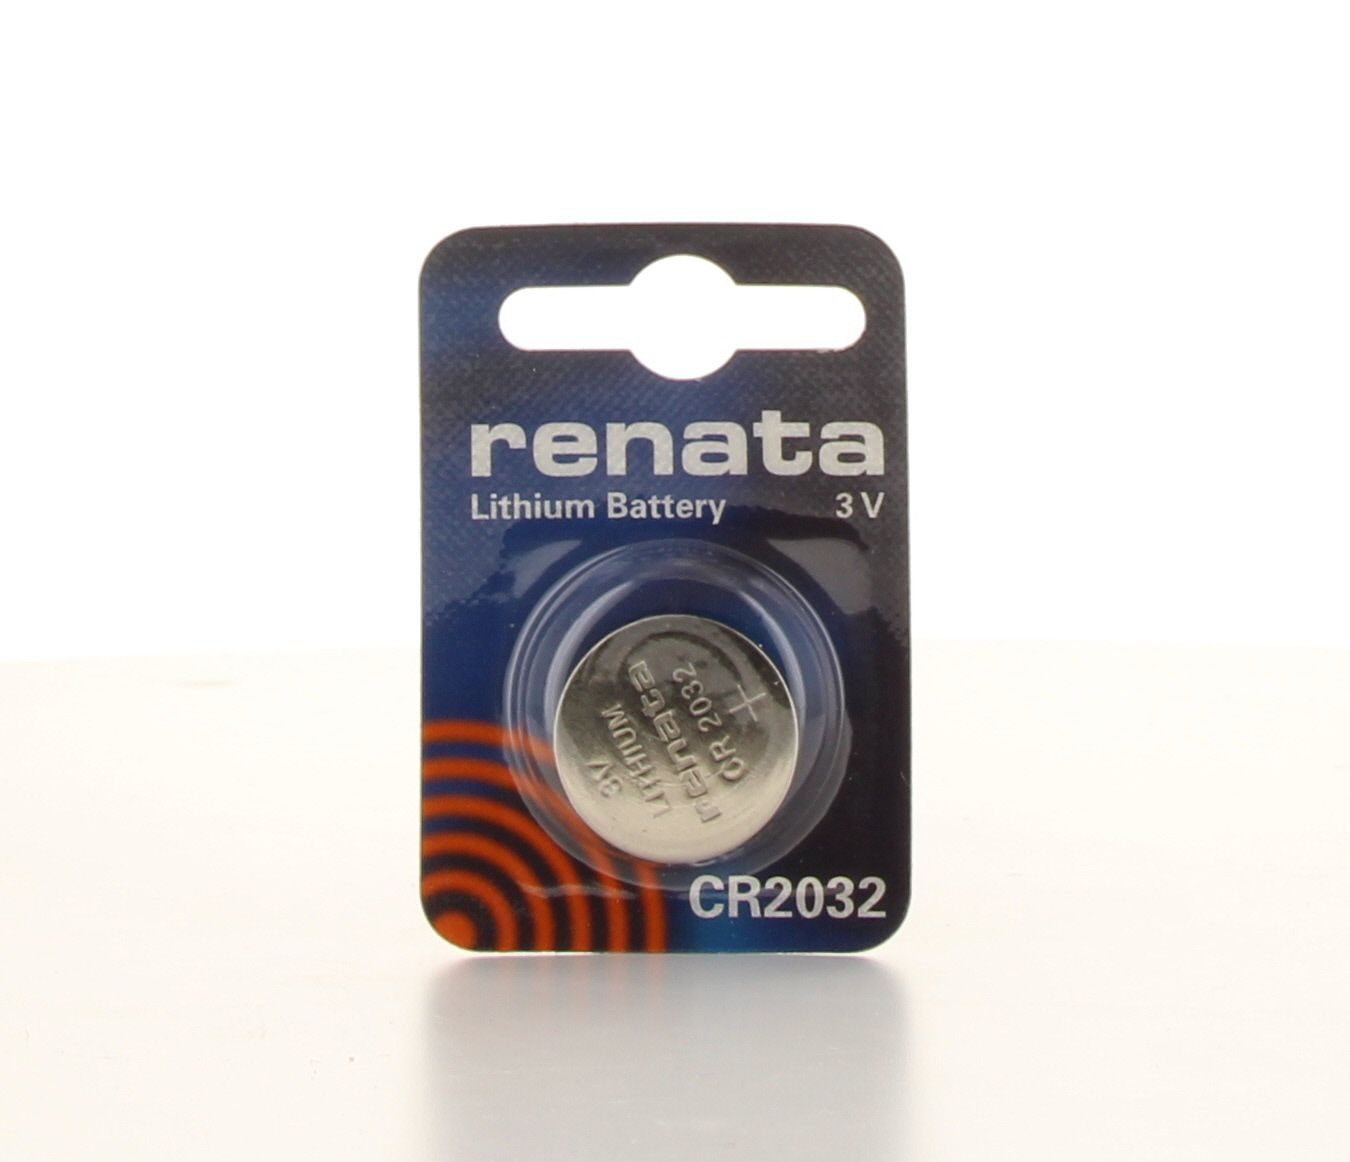 renata
Lithium Battery 3 V
+
CR 2032
renata
LITHIUM
3V
CR2032